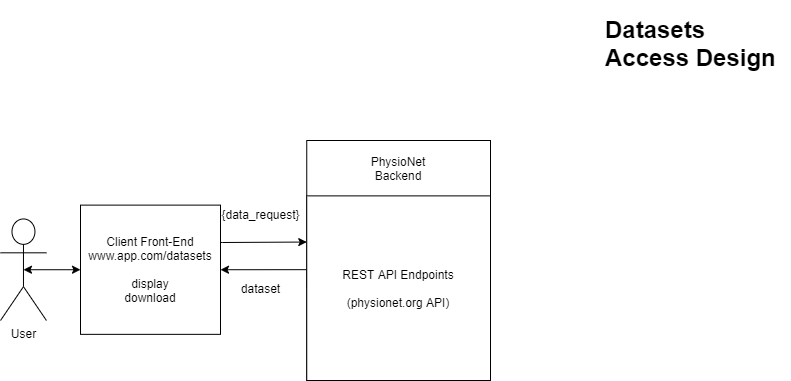 Datasets
Access Design
PhysioNet
Backend
{data_request}
Client Front-End
www.app.com/datasets
display
download
REST API Endpoints
(physionet.org API)
dataset
User